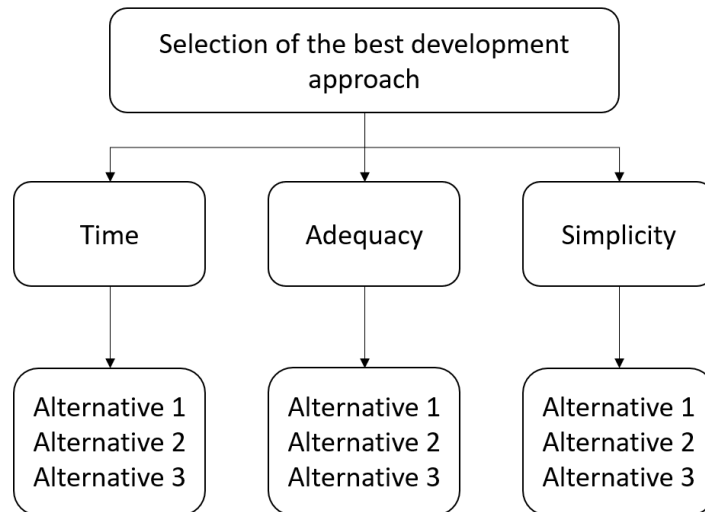 Selection of the best development
approach
Time
Adequacy
Simplicity
Alternative 1
Alternative 2
Alternative 3
Alternative 1
Alternative 2
Alternative 3
Alternative 1
Alternative 2
Alternative 3